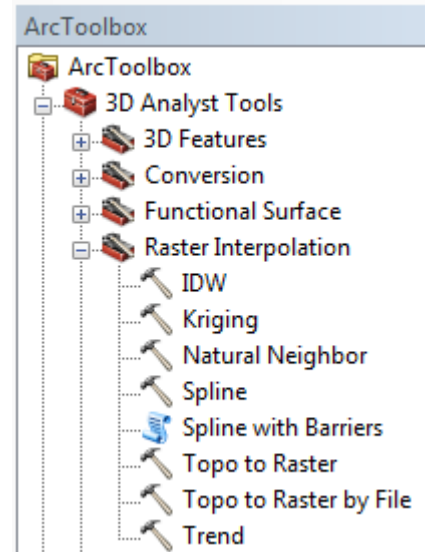 ArcToolbox
ArcToolbox
3D Analyst Tools
3D Features
Conversion
Functional Surface
Raster Interpolation
IDW
Kriging
Natural Neighbor
Spline
Spline with Barriers
Topo to Raster
Topo to Raster by File
Trend